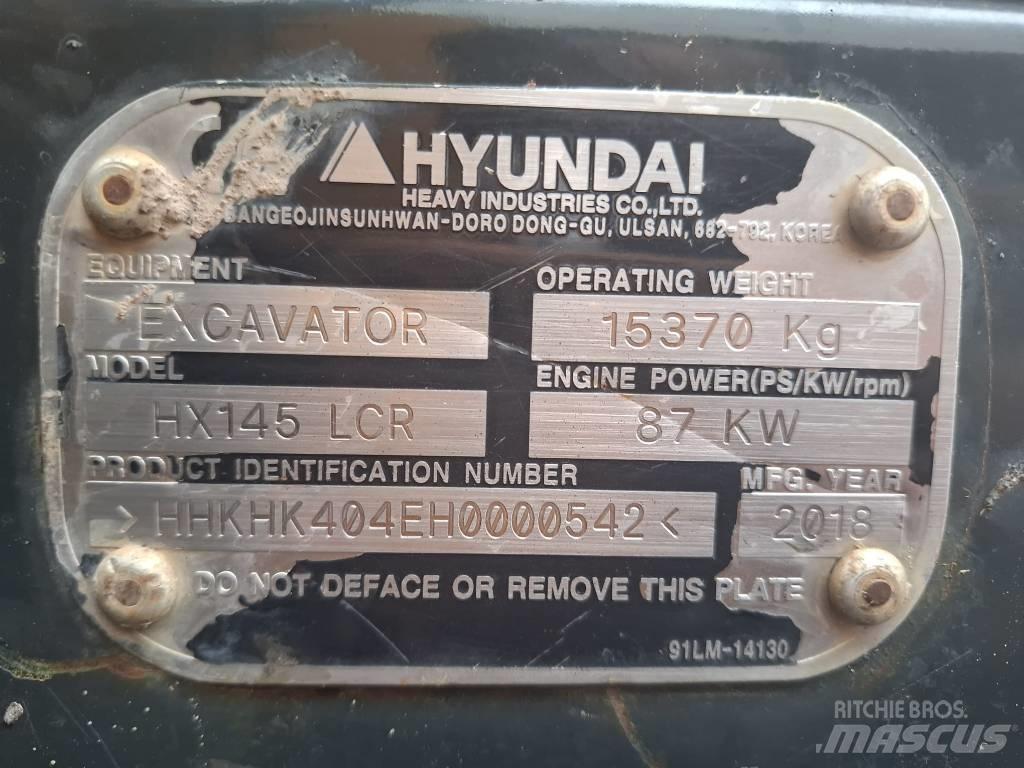 HYUNDAI
HEAVY INDUSTRIES CO.,LTD.
BANGEOJINSUNHWAN-DORO DONG-GU, ULSAN, 682-792, KOREA
EQUIPMENT
EXCAVATOR
OPERATING WEIGHT
15370 Kg
MODEL
HX145 LCR
ENGINE POWER(PS/KW/rpm)
87 KW
PRODUCT IDENTIFICATION NUMBER
>HHKHK404EH0000542<
MFG. YEAR
2018
DO NOT DEFACE OR REMOVE THIS PLATE
91LM-14130
RITCHIE BROS.
MASCUS